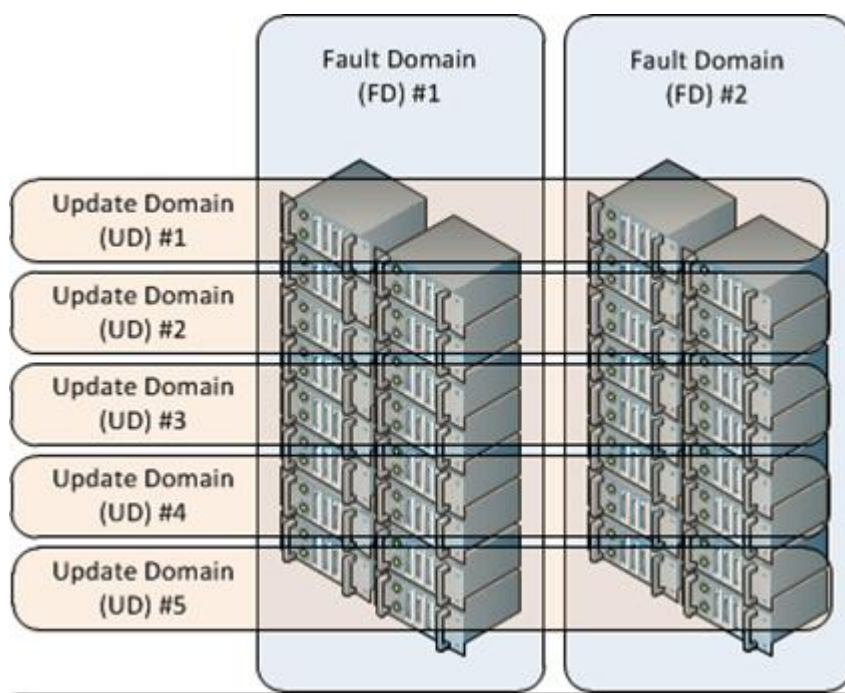 Fault Domain
(FD) #1
Fault Domain
(FD) #2
Update Domain
(UD) #1
Update Domain
(UD) #2
Update Domain
(UD) #3
Update Domain
(UD) #4
Update Domain
(UD) #5